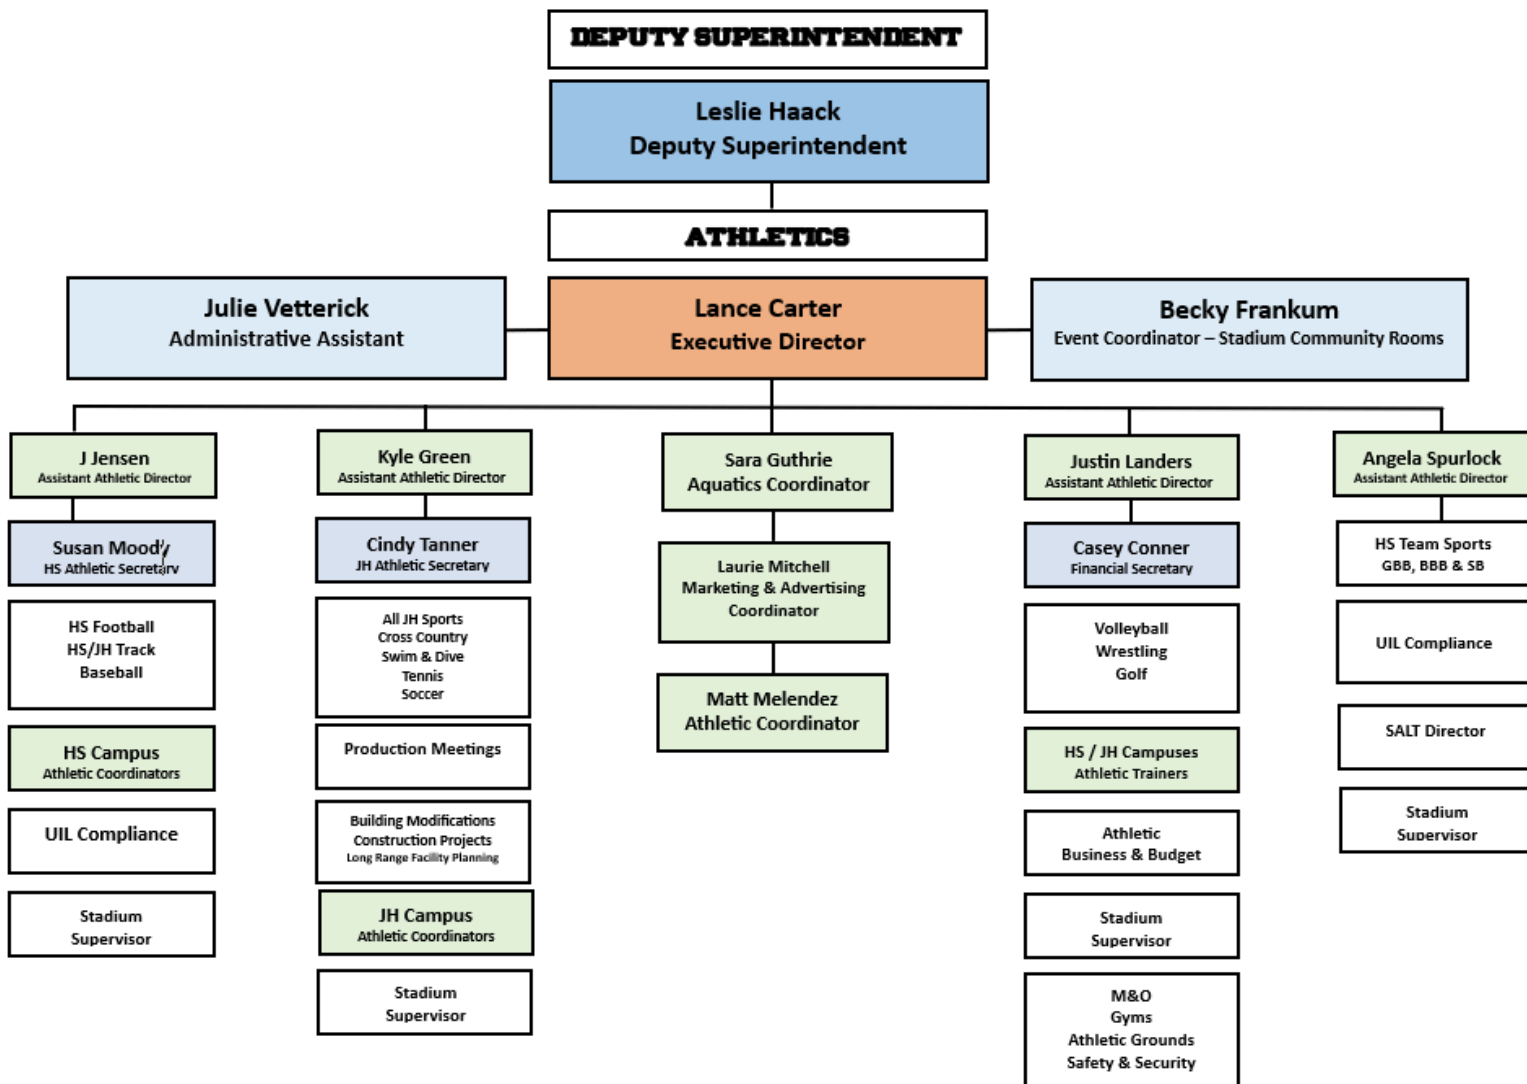 DEPUTY SUPERINTENDENT
Leslie Haack
Deputy Superintendent
ATHLETICS
Julie Vetterick
Administrative Assistant
Lance Carter
Executive Director
Becky Frankum
Event Coordinator – Stadium Community Rooms
J Jensen
Assistant Athletic Director
Susan Moody
HS Athletic Secretary
HS Football
HS/JH Track
Baseball
HS Campus
Athletic Coordinators
UIL Compliance
Stadium
Supervisor
Kyle Green
Assistant Athletic Director
Cindy Tanner
JH Athletic Secretary
All JH Sports
Cross Country
Swim & Dive
Tennis
Soccer
Production Meetings
Building Modifications
Construction Projects
Long Range Facility Planning
JH Campus
Athletic Coordinators
Stadium
Supervisor
Sara Guthrie
Aquatics Coordinator
Laurie Mitchell
Marketing & Advertising
Coordinator
Matt Melendez
Athletic Coordinator
Justin Landers
Assistant Athletic Director
Casey Conner
Financial Secretary
Volleyball
Wrestling
Golf
HS / JH Campuses
Athletic Trainers
Athletic
Business & Budget
Stadium
Supervisor
M&O
Gyms
Athletic Grounds
Safety & Security
Angela Spurlock
Assistant Athletic Director
HS Team Sports
GBB, BBB & SB
UIL Compliance
SALT Director
Stadium
Supervisor